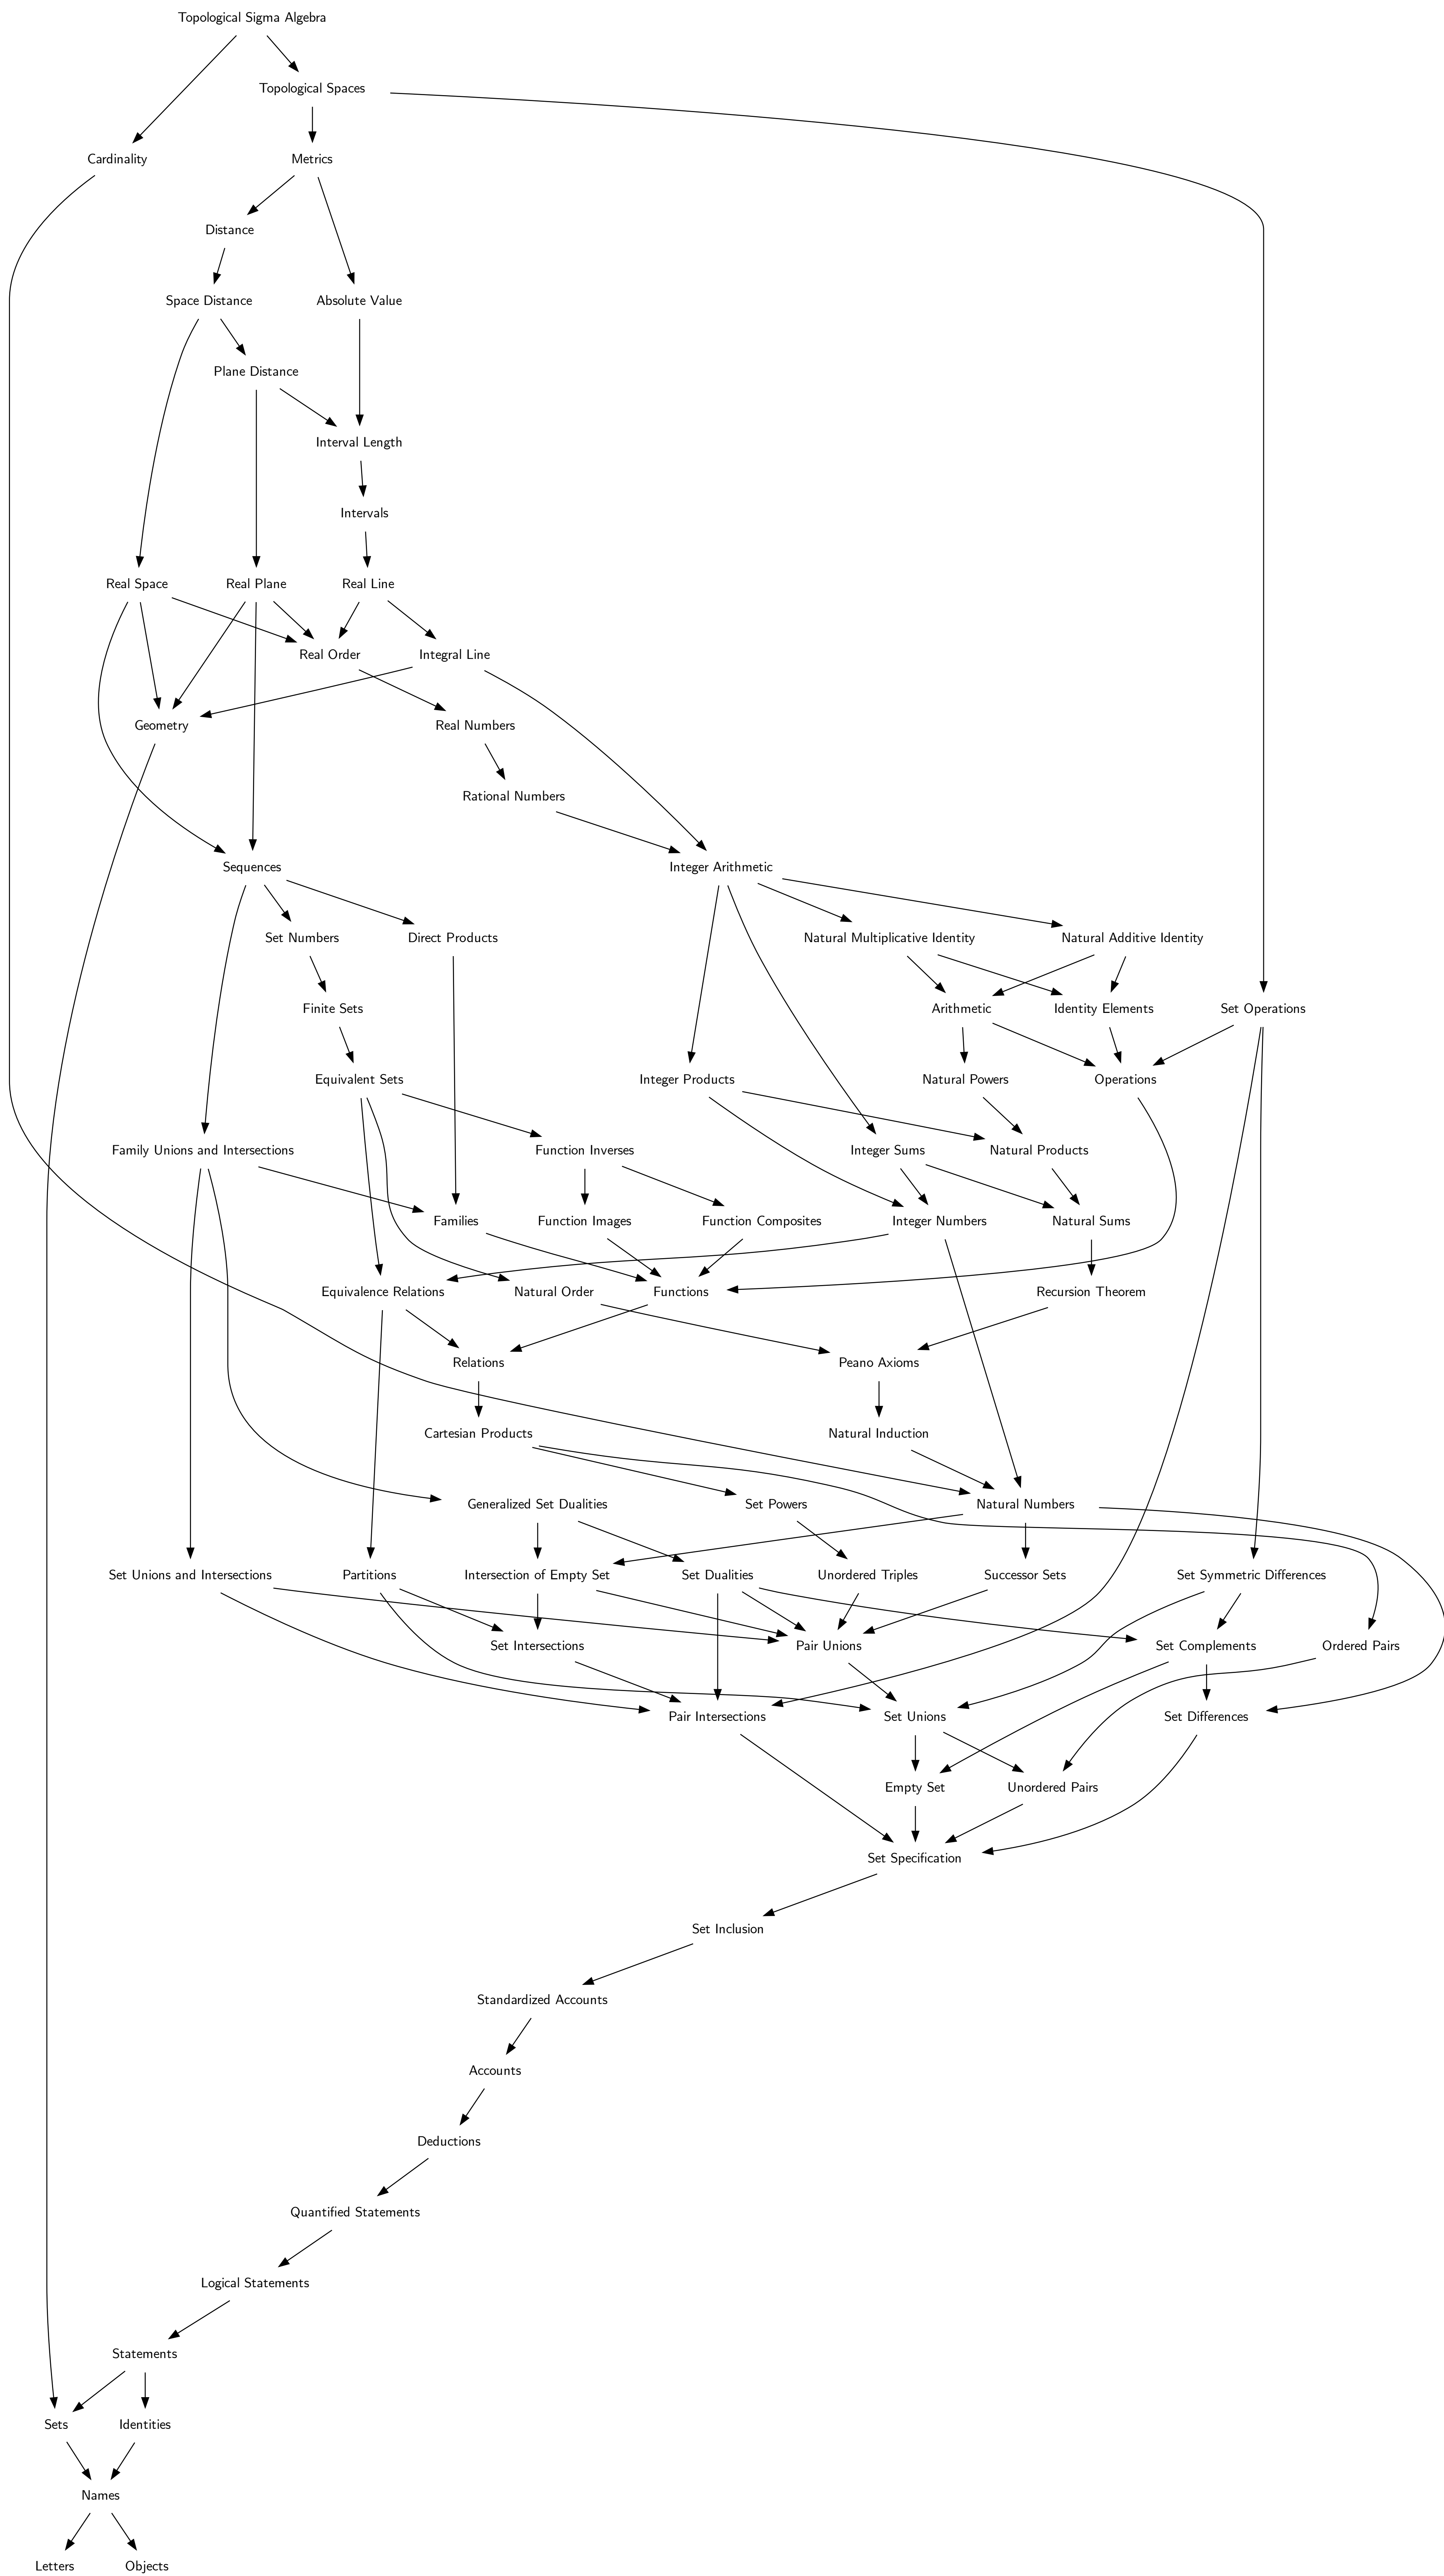 Topological Sigma Algebra
Topological Spaces
Cardinality
Metrics
Distance
Space Distance
Absolute Value
Plane Distance
Interval Length
Intervals
Real Space
Real Plane
Real Line
Real Order
Integral Line
Geometry
Real Numbers
Rational Numbers
Sequences
Integer Arithmetic
Set Numbers
Direct Products
Natural Multiplicative Identity
Natural Additive Identity
Finite Sets
Arithmetic
Identity Elements
Set Operations
Equivalent Sets
Integer Products
Natural Powers
Operations
Family Unions and Intersections
Function Inverses
Integer Sums
Natural Products
Families
Function Images
Function Composites
Integer Numbers
Natural Sums
Equivalence Relations
Natural Order
Functions
Recursion Theorem
Relations
Peano Axioms
Cartesian Products
Natural Induction
Generalized Set Dualities
Set Powers
Natural Numbers
Set Unions and Intersections
Partitions
Intersection of Empty Set
Set Dualities
Unordered Triples
Successor Sets
Set Symmetric Differences
Set Intersections
Pair Unions
Set Complements
Ordered Pairs
Pair Intersections
Set Unions
Set Differences
Empty Set
Unordered Pairs
Set Specification
Set Inclusion
Standardized Accounts
Accounts
Deductions
Quantified Statements
Logical Statements
Statements
Sets
Identities
Names
Letters
Objects